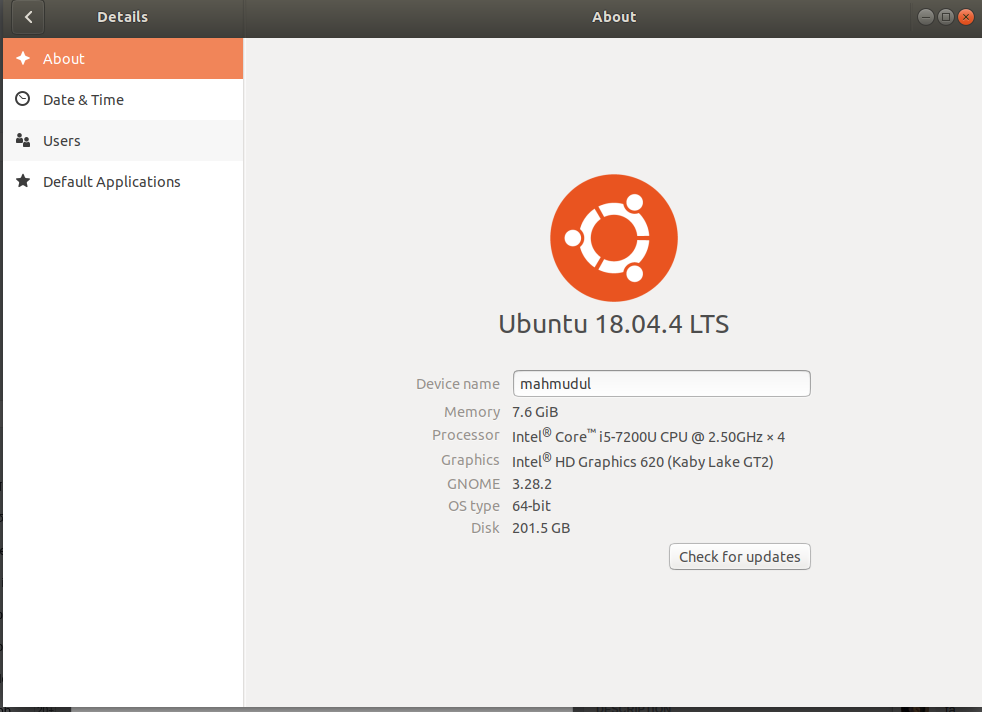 Details
About
About
Date & Time
Users
Default Applications
Ubuntu 18.04.4 LTS
Device name mahmudul
Memory 7.6 GiB
Processor Intel® Core™ i5-7200U CPU @ 2.50GHz × 4
Graphics Intel® HD Graphics 620 (Kaby Lake GT2)
GNOME 3.28.2
OS type 64-bit
Disk 201.5 GB
Check for updates